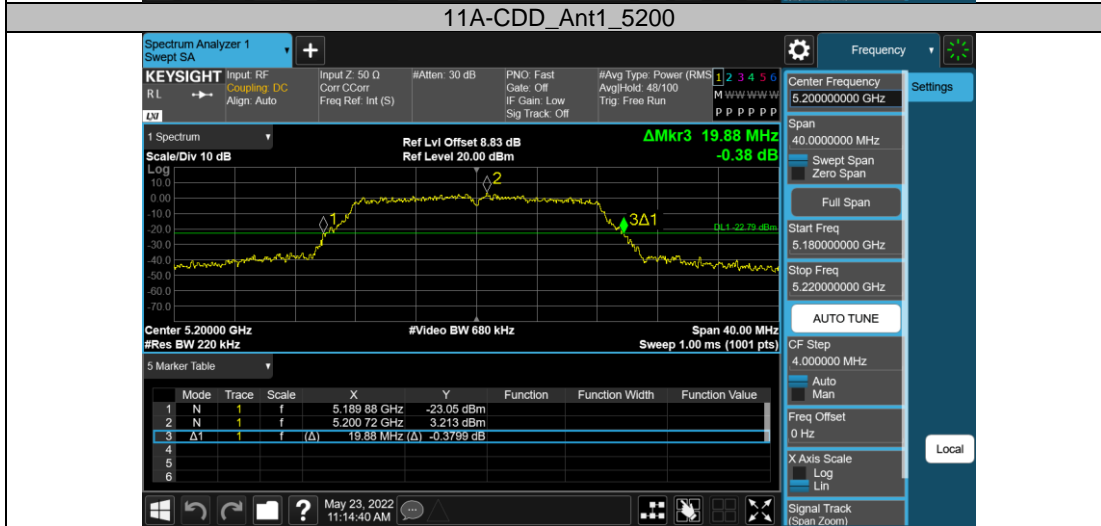 11A-CDD_Ant1_5200
Spectrum Analyzer 1
Swept SA
Frequency
KEYSIGHT Input: RF Input Z: 50 Ω #Atten: 30 dB PNO: Fast #Avg Type: Power (RMS 1 2 3 4 5 6
RL Coupling: DC Corr CCorr Gate: Off Avg|Hold: 48/100 M W W W W W
Align: Auto Freq Ref: Int (S) IF Gain: Low Trig: Free Run
LXI Sig Track: Off P P P P P P
Center Frequency
5.200000000 GHz
Settings
1 Spectrum
Ref Lvl Offset 8.83 dB
ΔMkr3 19.88 MHz
Scale/Div 10 dB
Ref Level 20.00 dBm
-0.38 dB
Span
40.0000000 MHz
Swept Span
Zero Span
Log
10.0
0.00
-10.0
-20.0
-30.0
-40.0
-50.0
-60.0
-70.0
1
2
3Δ1
DL1 -22.79 dBm
Full Span
Start Freq
5.180000000 GHz
Stop Freq
5.220000000 GHz
AUTO TUNE
Center 5.20000 GHz #Video BW 680 kHz Span 40.00 MHz
#Res BW 220 kHz Sweep 1.00 ms (1001 pts)
CF Step
4.000000 MHz
Auto
Man
5 Marker Table
Mode Trace Scale X Y Function Function Width Function Value
1 N 1 f 5.189 88 GHz -23.05 dBm
2 N 1 f 5.200 72 GHz 3.213 dBm
3 Δ1 1 f (Δ) 19.88 MHz (Δ) -0.3799 dB
4
5
6
Freq Offset
0 Hz
X Axis Scale
Log
Lin
Local
Signal Track
(Span Zoom)
May 23, 2022
11:14:40 AM